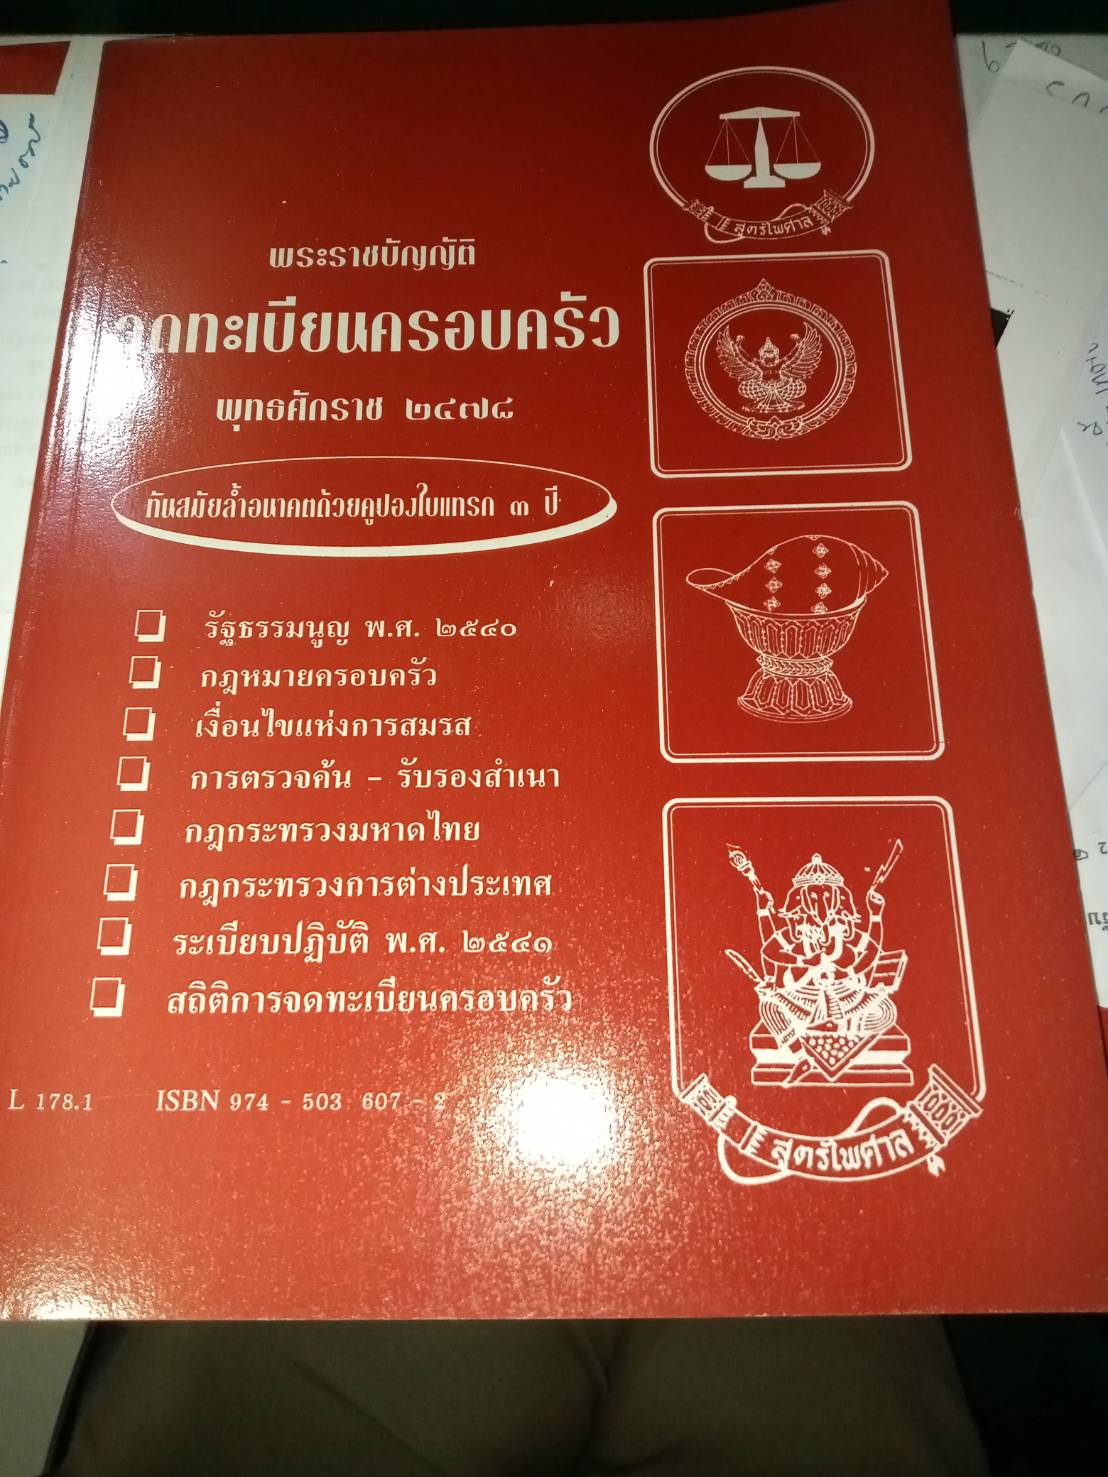 สูตรไพศาล
พระราชบัญญัติ
จดทะเบียนครอบครัว
พุทธศักราช ๒๔๗๘
ทันสมัยล้ำอนาคตด้วยคูปองใบแทรก ๓ ปี
รัฐธรรมนูญ พ.ศ. ๒๕๔๐
กฎหมายครอบครัว
เงื่อนไขแห่งการสมรส
การตรวจค้น - รับรองสำเนา
กฎกระทรวงมหาดไทย
กฎกระทรวงการต่างประเทศ
ระเบียบปฏิบัติ พ.ศ. ๒๕๔๑
สถิติการจดทะเบียนครอบครัว
L 178.1 ISBN 974 - 503 607 - 2
สูตรไพศาล